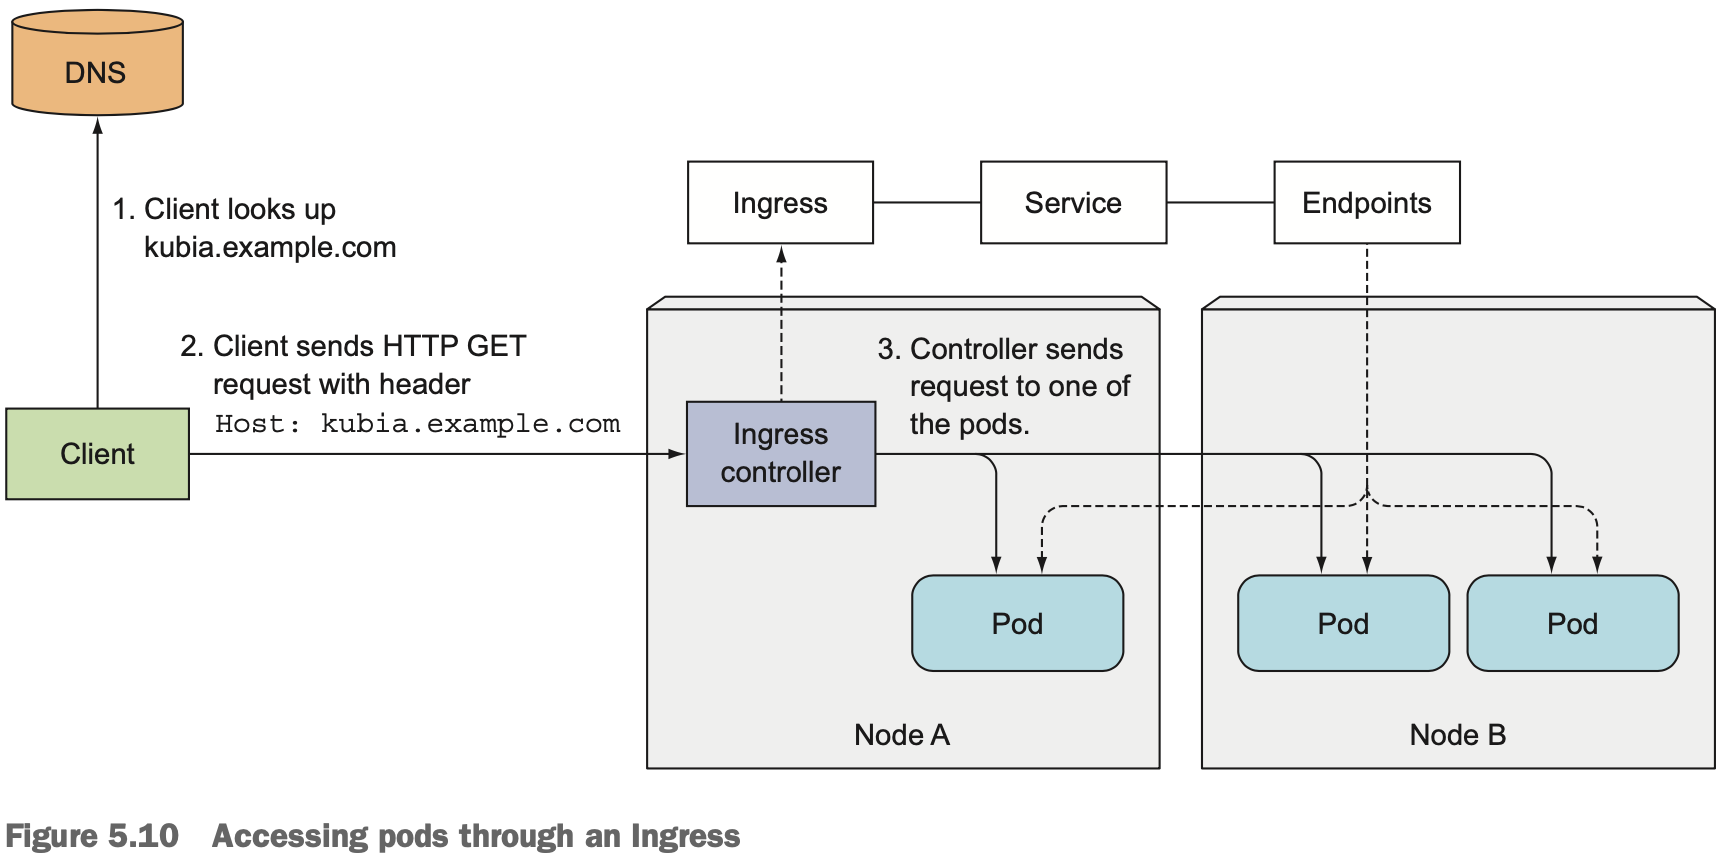 DNS
1. Client looks up
kubia.example.com
Ingress
Service
Endpoints
2. Client sends HTTP GET
request with header
Host: kubia.example.com
3. Controller sends
request to one of
the pods.
Client
Ingress
controller
Pod
Pod
Pod
Node A
Node B
Figure 5.10 Accessing pods through an Ingress